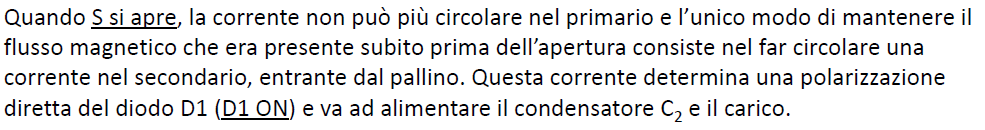 Quando S si apre, la corrente non può più circolare nel primario e l’unico modo di mantenere il
flusso magnetico che era presente subito prima dell’apertura consiste nel far circolare una
corrente nel secondario, entrante dal pallino. Questa corrente determina una polarizzazione
diretta del diodo D1 (D1 ON) e va ad alimentare il condensatore C₂ e il carico.